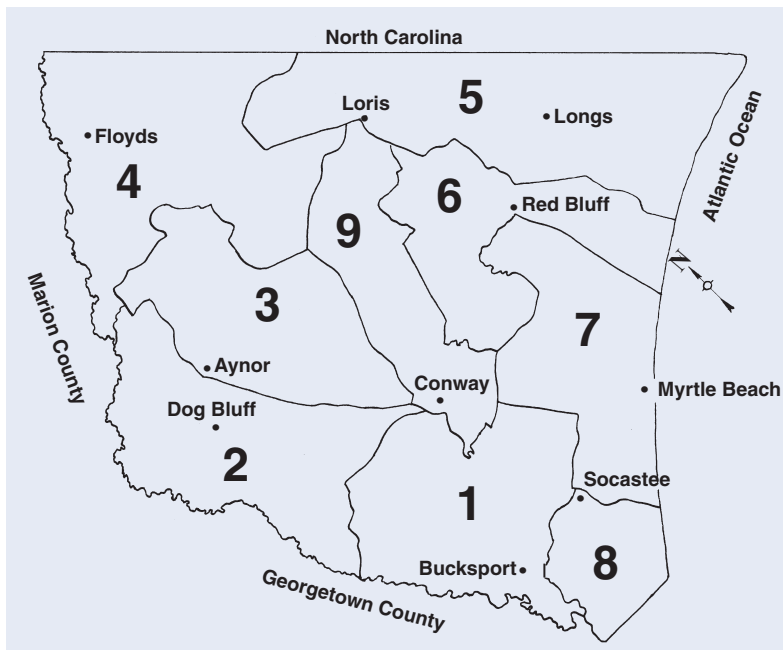 North Carolina
5
Loris
Longs
Floyds
4
6
Red Bluff
Atlantic Ocean
9
N
Marion County
3
7
Aynor
Conway
Myrtle Beach
Dog Bluff
2
1
Socastee
Bucksport
8
Georgetown County